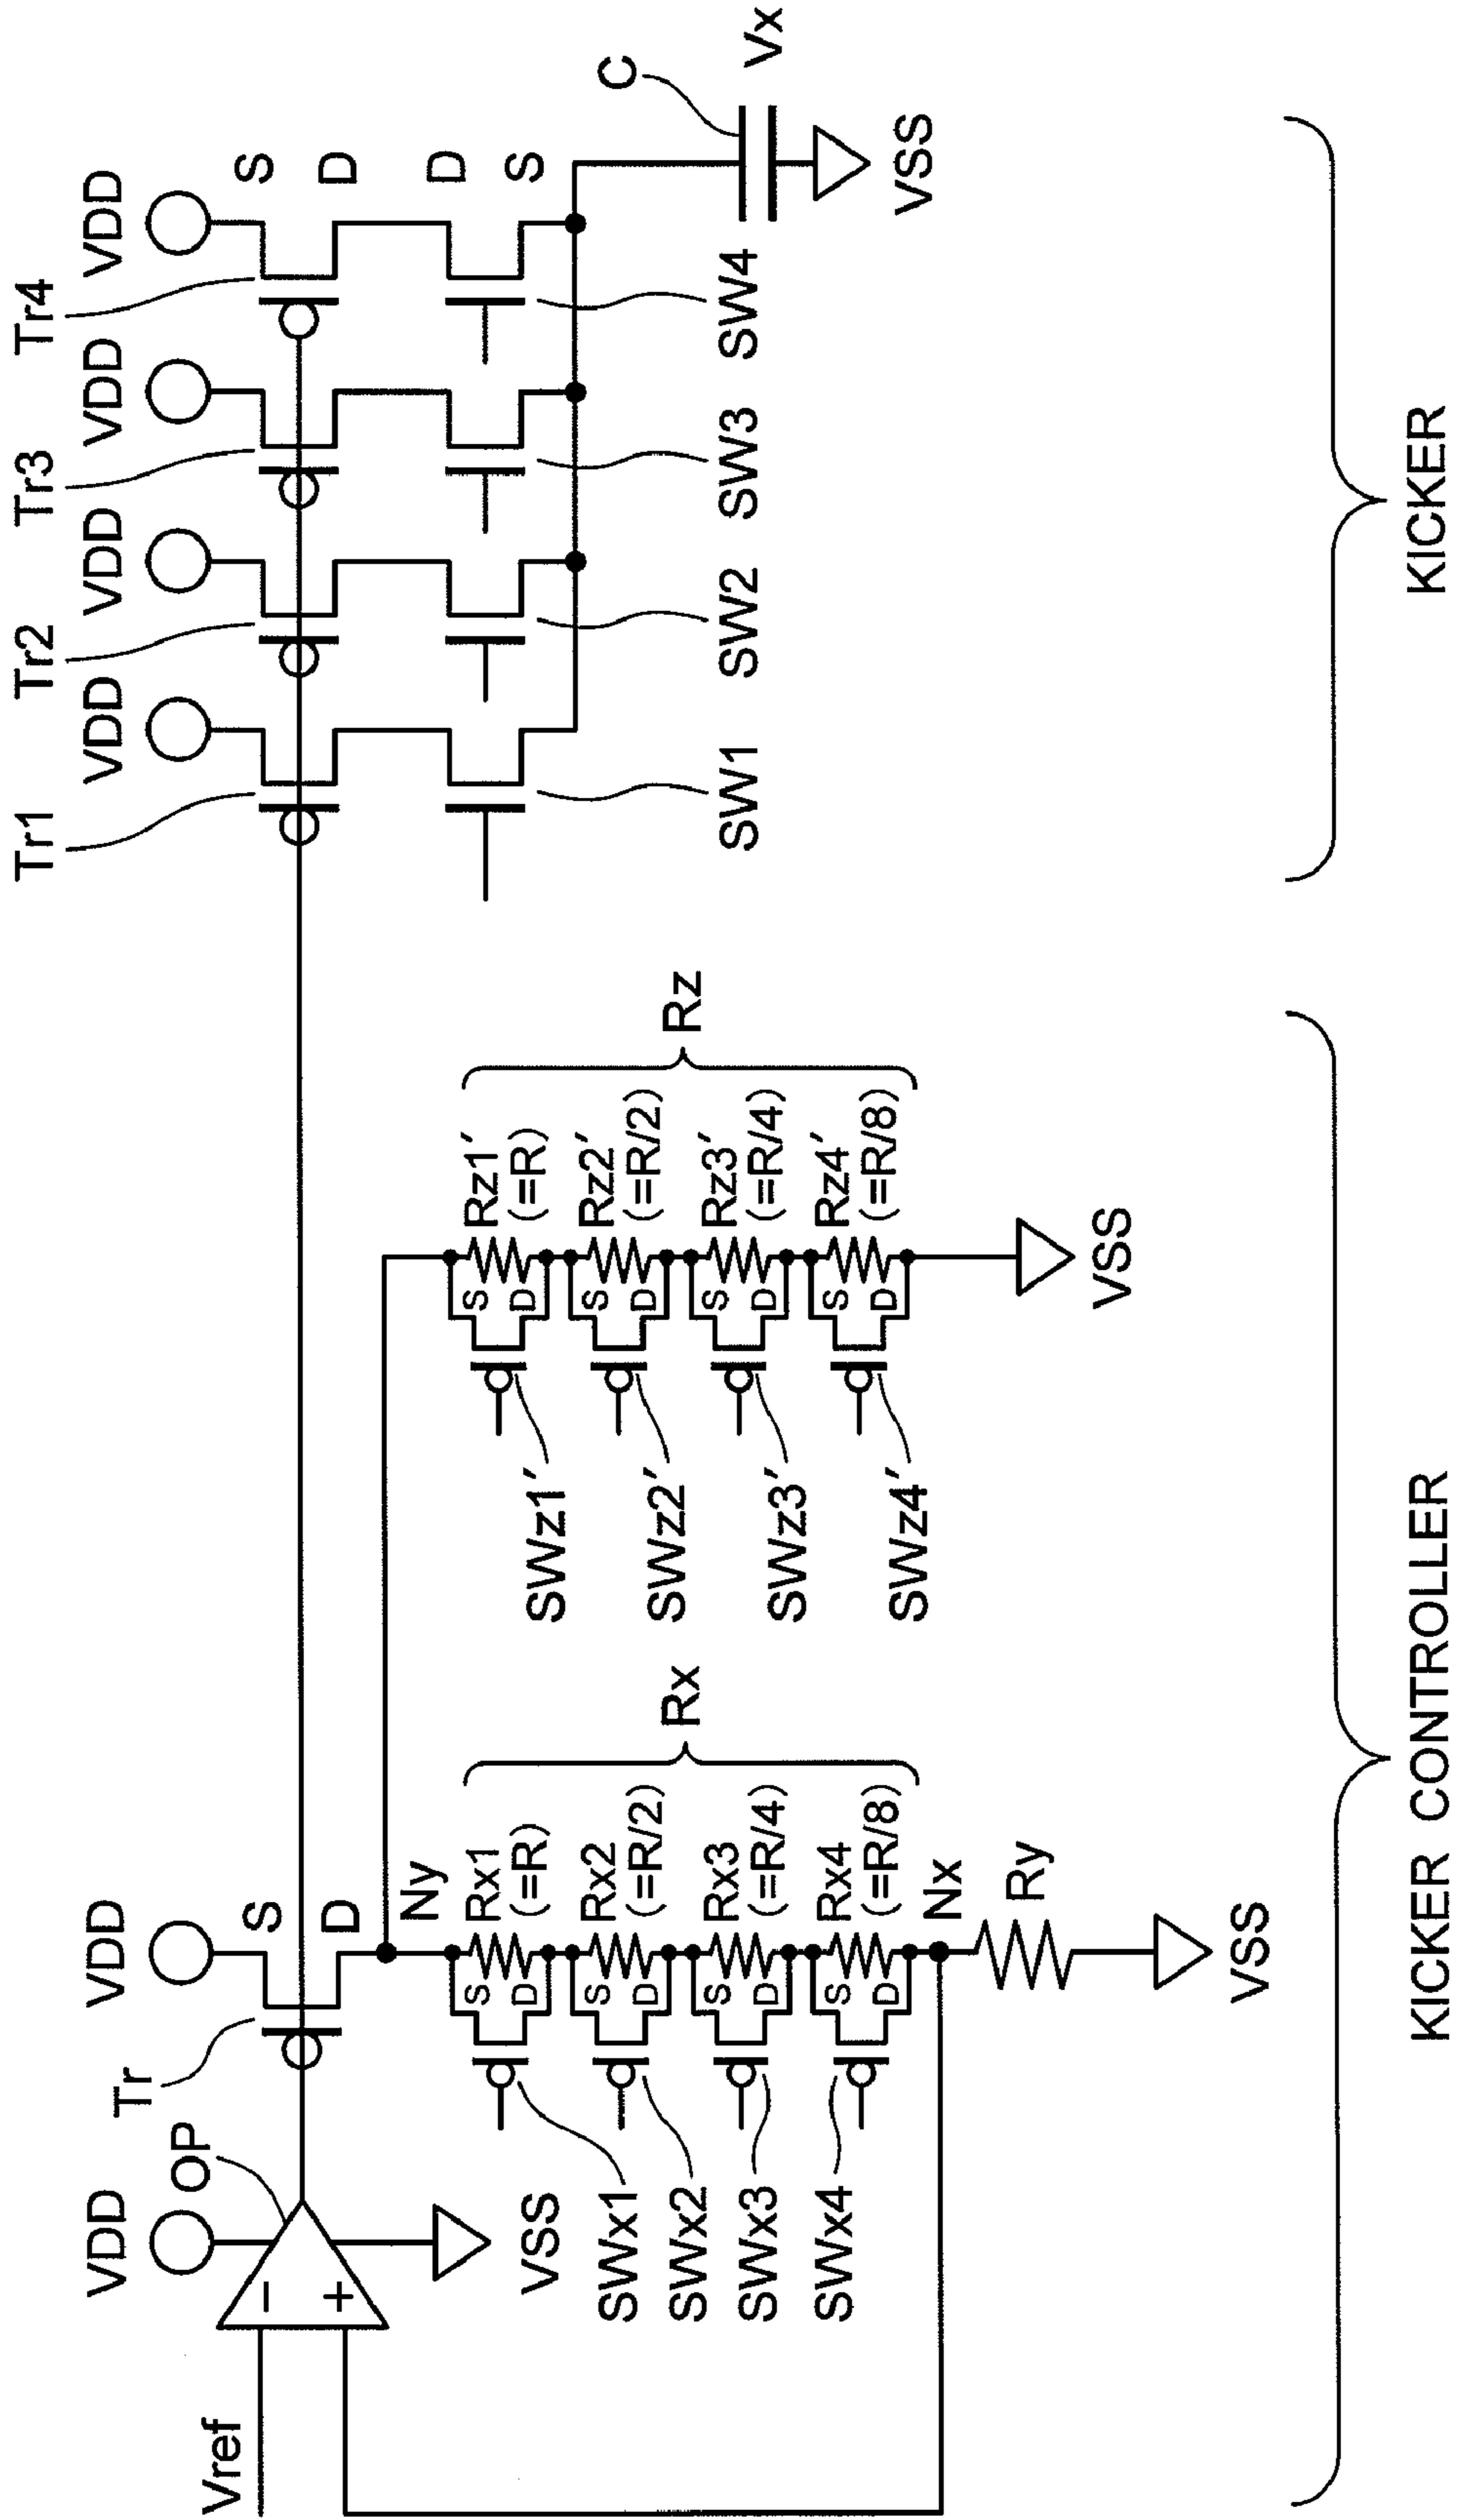 Vref
VDD
OP
VSS
Tr
VDD
S
D
Ny
Rx1
(=R)
Rx2
(=R/2)
Rx3
(=R/4)
Rx4
(=R/8)
S
D
S
D
S
D
S
D
Rx
SWx1
SWx2
SWx3
SWx4
Nx
Ry
VSS
Rz1′
(=R)
Rz2′
(=R/2)
Rz3′
(=R/4)
Rz4′
(=R/8)
S
D
S
D
S
D
S
D
Rz
SWz1′
SWz2′
SWz3′
SWz4′
VSS
KICKER CONTROLLER
Tr1
VDD
Tr2
VDD
Tr3
VDD
Tr4
VDD
S
D
D
S
SW1
SW2
SW3
SW4
C
Vx
VSS
KICKER